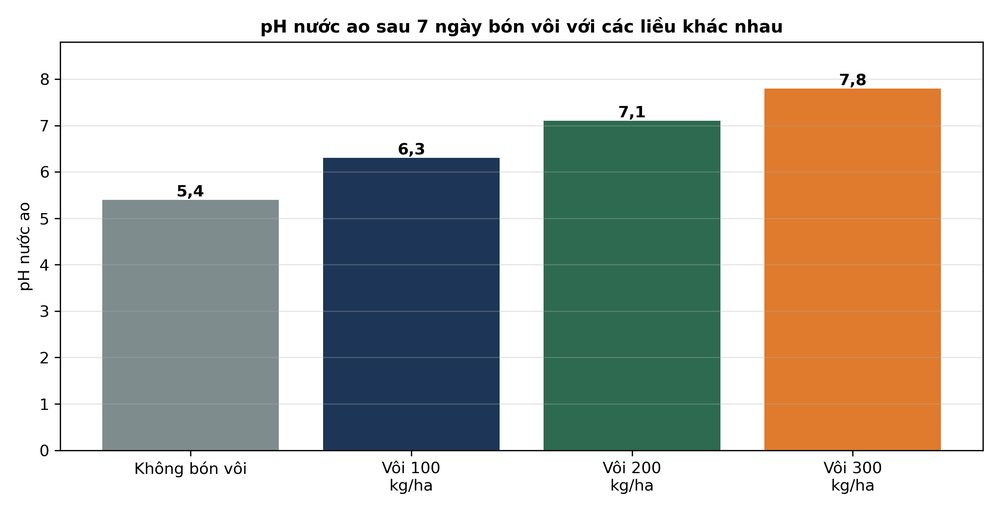 pH nước ao sau 7 ngày bón vôi với các liều khác nhau
pH nước ao
8
7
6
5
4
3
2
1
0
5,4
6,3
7,1
7,8
Không bón vôi
Vôi 100
kg/ha
Vôi 200
kg/ha
Vôi 300
kg/ha